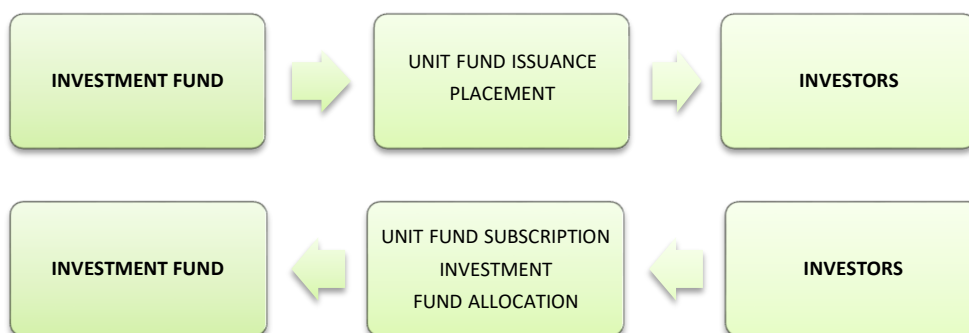 INVESTMENT FUND
UNIT FUND ISSUANCE
PLACEMENT
INVESTORS
INVESTMENT FUND
UNIT FUND SUBSCRIPTION
INVESTMENT
FUND ALLOCATION
INVESTORS